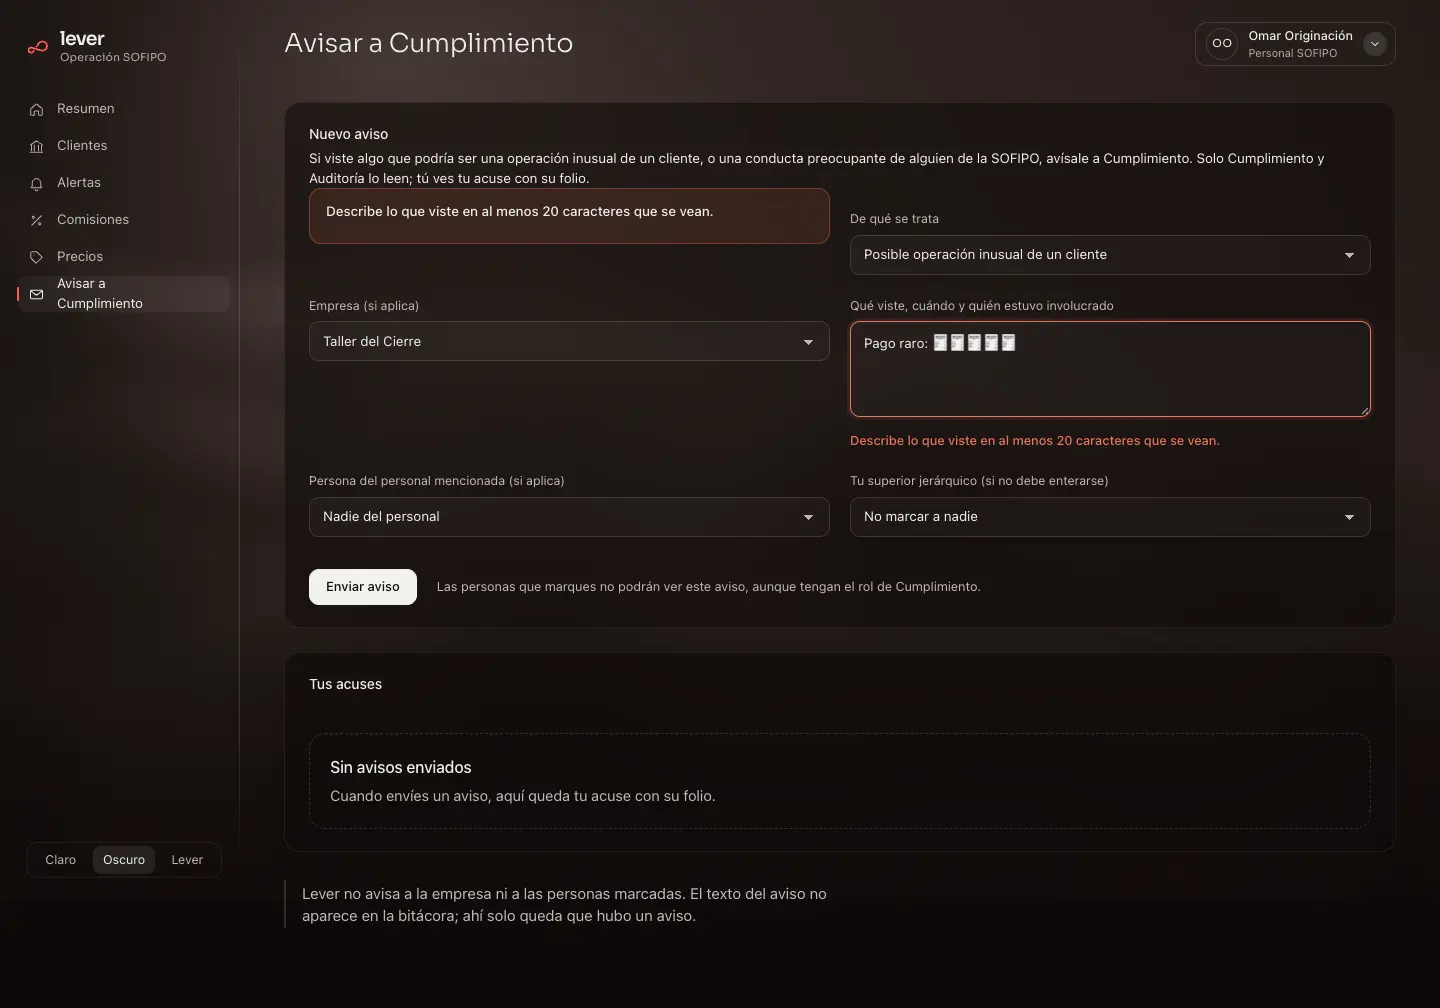 lever
Operación SOFIPO
Resumen
Clientes
Alertas
Comisiones
Precios
Avisar a
Cumplimiento
Claro
Oscuro
Lever
Avisar a Cumplimiento
OO
Omar Originación
Personal SOFIPO
Nuevo aviso
Si viste algo que podría ser una operación inusual de un cliente, o una conducta preocupante de alguien de la SOFIPO, avísale a Cumplimiento. Solo Cumplimiento y
Auditoría lo leen; tú ves tu acuse con su folio.
Describe lo que viste en al menos 20 caracteres que se vean.
De qué se trata
Posible operación inusual de un cliente
Empresa (si aplica)
Taller del Cierre
Qué viste, cuándo y quién estuvo involucrado
Pago raro: 🧾🧾🧾🧾🧾
Describe lo que viste en al menos 20 caracteres que se vean.
Persona del personal mencionada (si aplica)
Nadie del personal
Tu superior jerárquico (si no debe enterarse)
No marcar a nadie
Enviar aviso
Las personas que marques no podrán ver este aviso, aunque tengan el rol de Cumplimiento.
Tus acuses
Sin avisos enviados
Cuando envíes un aviso, aquí queda tu acuse con su folio.
Lever no avisa a la empresa ni a las personas marcadas. El texto del aviso no
aparece en la bitácora; ahí solo queda que hubo un aviso.